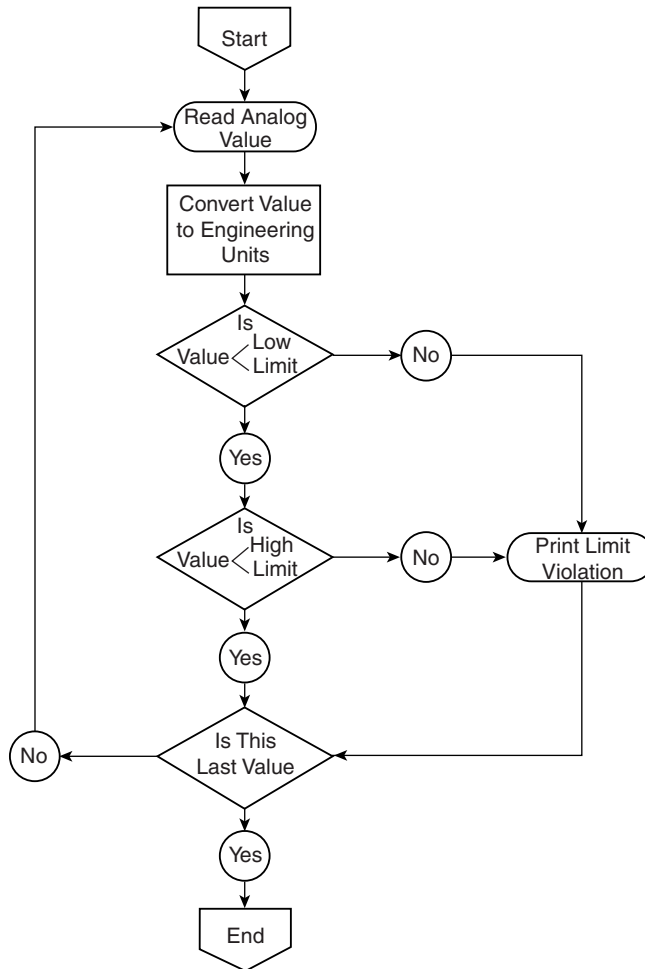 Start
Read Analog
Value
Convert Value
to Engineering
Units
Is
Value < Low
Limit
No
Yes
Is
Value < High
Limit
No
Print Limit
Violation
Yes
Is This
Last Value
No
Yes
End